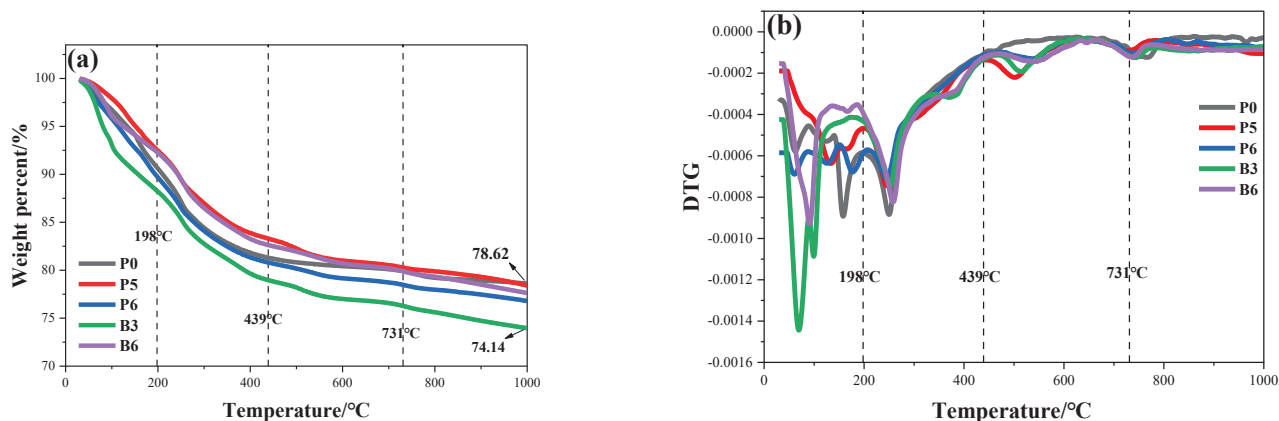 (a)
Weight percent/%
100
95
90
85
80
75
70
198℃
439℃
731℃
78.62
74.14
P0
P5
P6
B3
B6
0
200
400
600
800
1000
Temperature/℃
(b)
DTG
0.0000
-0.0002
-0.0004
-0.0006
-0.0008
-0.0010
-0.0012
-0.0014
-0.0016
198℃
439℃
731℃
P0
P5
P6
B3
B6
0
200
400
600
800
1000
Temperature/℃